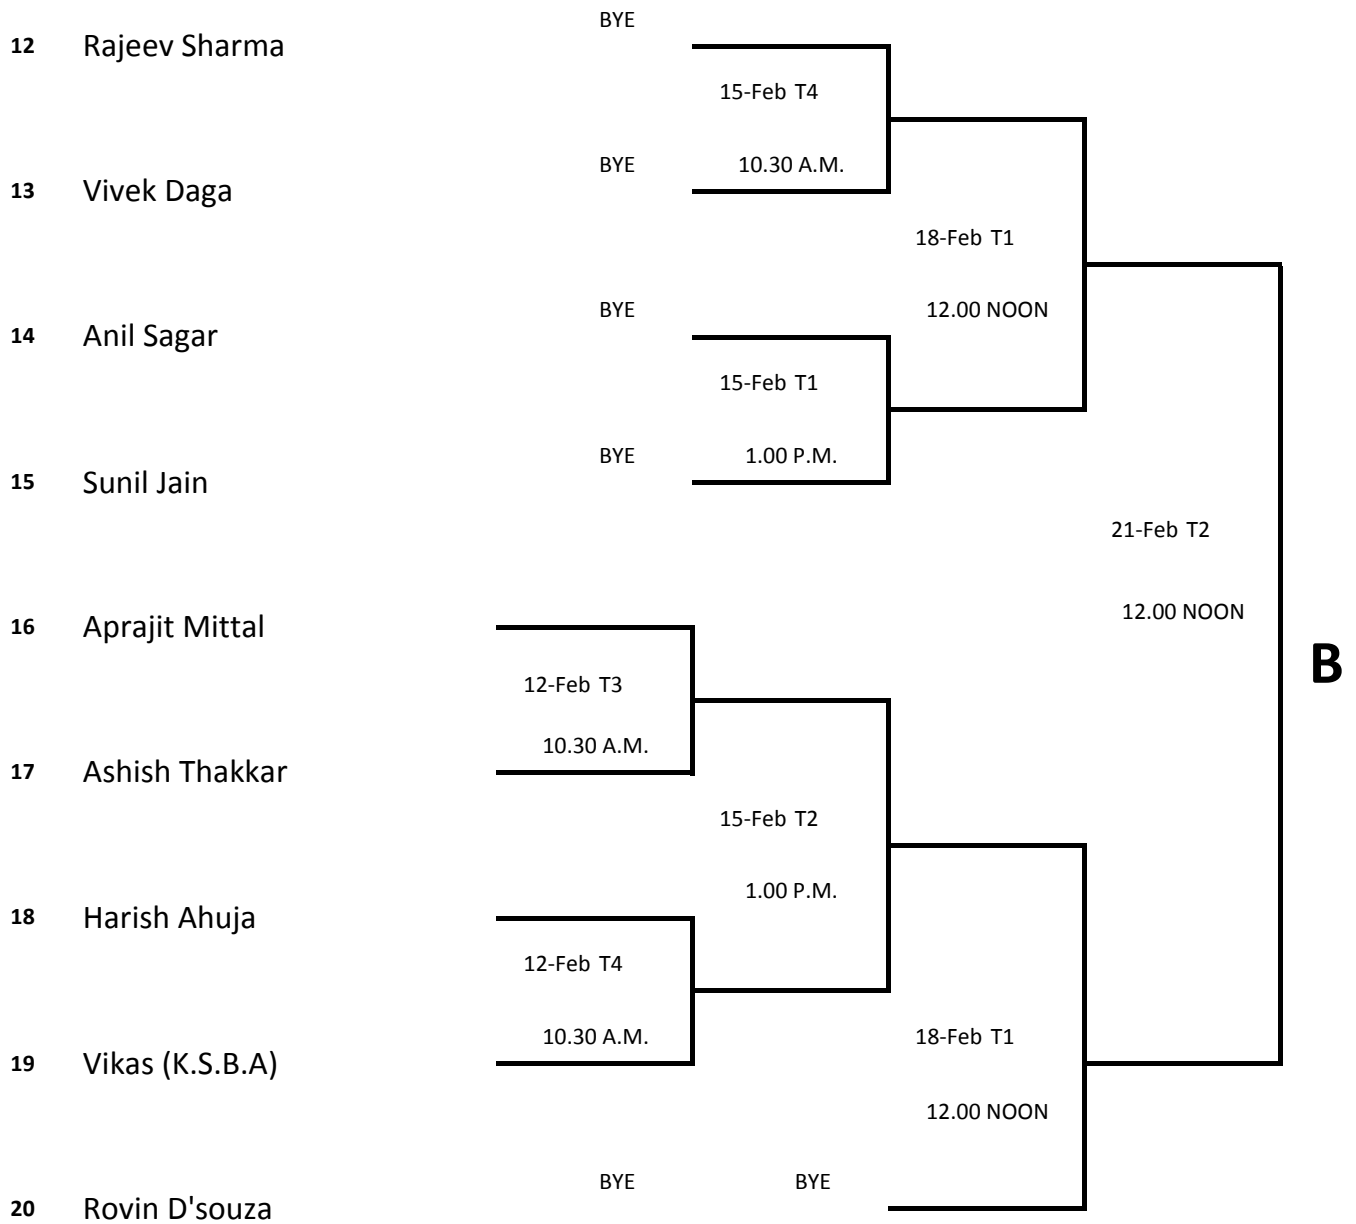 BYE
12 Rajeev Sharma
15-Feb T4
BYE 10.30 A.M.
13 Vivek Daga
18-Feb T1
BYE 12.00 NOON
14 Anil Sagar
15-Feb T1
BYE 1.00 P.M.
15 Sunil Jain
21-Feb T2
12.00 NOON
16 Aprajit Mittal
B
12-Feb T3
10.30 A.M.
17 Ashish Thakkar
15-Feb T2
1.00 P.M.
18 Harish Ahuja
12-Feb T4
10.30 A.M. 18-Feb T1
19 Vikas (K.S.B.A)
12.00 NOON
BYE BYE
20 Rovin D'souza